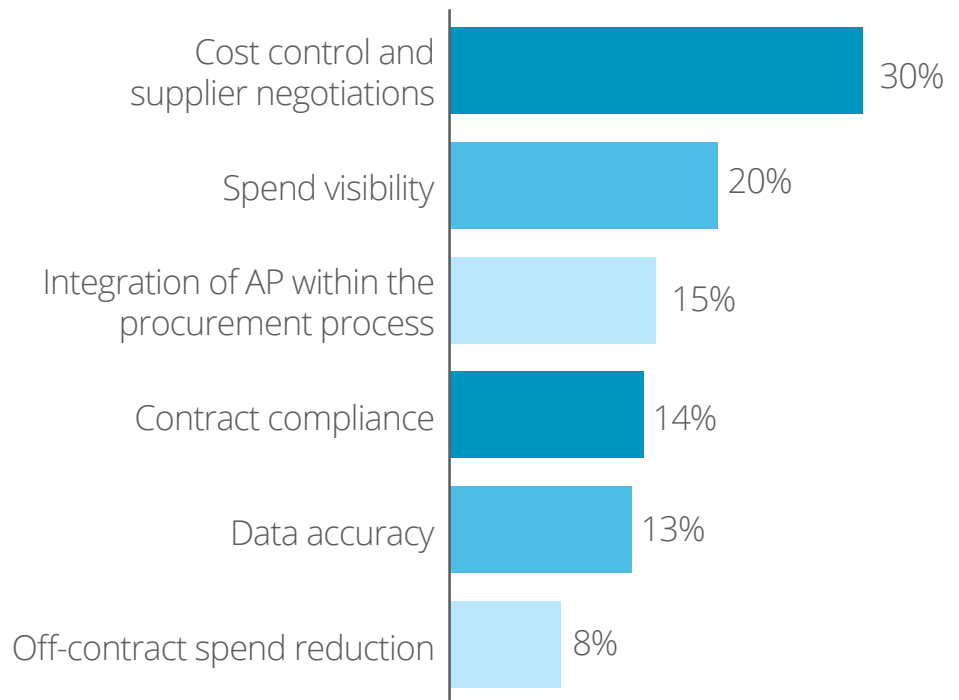 Cost control and
supplier negotiations
30%
Spend visibility
20%
Integration of AP within the
procurement process
15%
Contract compliance
14%
Data accuracy
13%
Off-contract spend reduction
8%